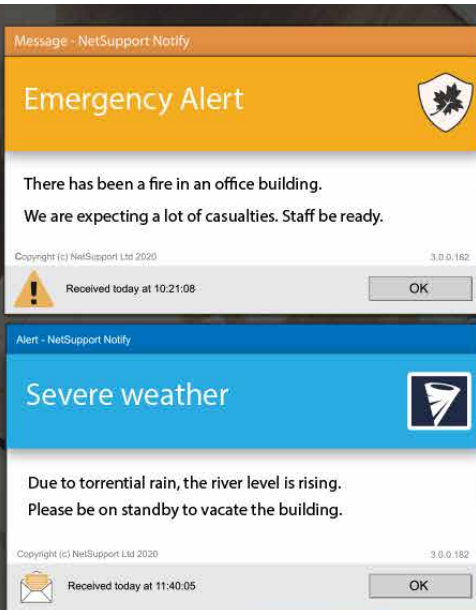 Message - NetSupport Notify
Emergency Alert
There has been a fire in an office building.
We are expecting a lot of casualties. Staff be ready.
Copyright (c) NetSupport Ltd 2020 3.0.0.182
Received today at 10:21:08 OK
Alert - NetSupport Notify
Severe weather
Due to torrential rain, the river level is rising.
Please be on standby to vacate the building.
Copyright (c) NetSupport Ltd 2020 3.0.0.182
Received today at 11:40:05 OK